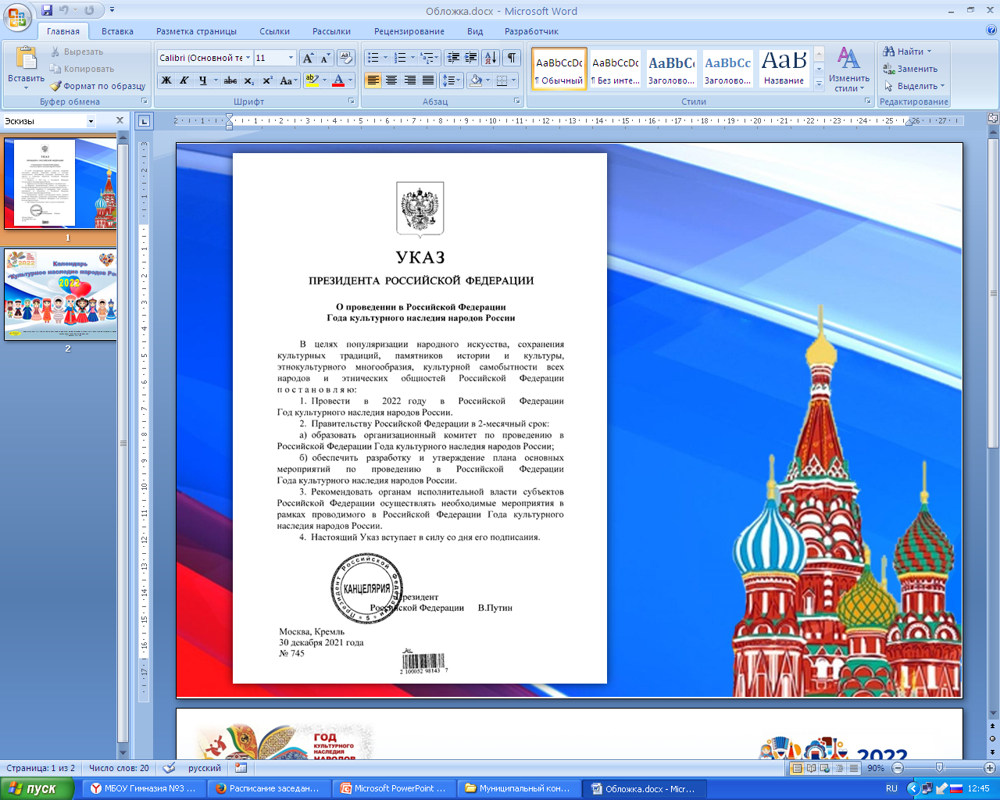 Обложка.docx - Microsoft Word
Главная Вставка Разметка страницы Ссылки Рассылки Рецензирование Вид Разработчик
Вставить
Вырезать
Копировать
Формат по образцу
Буфер обмена
Calibri (Основной те 11
Ж К Ч abc x₂ x² Aa
Шрифт
Абзац
AaBbCcDc AaBbCcDc AaBbC AaBbCc AaB
¶ Обычный ¶ Без инте... Заголово... Заголово... Название
Изменить стили
Стили
Найти
Заменить
Выделить
Редактирование
Эскизы
1
Календарь
2022
2
УКАЗ
ПРЕЗИДЕНТА РОССИЙСКОЙ ФЕДЕРАЦИИ
О проведении в Российской Федерации
Года культурного наследия народов России
В целях популяризации народного искусства, сохранения
культурных традиций, памятников истории и культуры,
этнокультурного многообразия, культурной самобытности всех
народов и этнических общностей Российской Федерации
п о с т а н о в л я ю:
1. Провести в 2022 году в Российской Федерации
Год культурного наследия народов России.
2. Правительству Российской Федерации в 2-месячный срок:
а) образовать организационный комитет по проведению в
Российской Федерации Года культурного наследия народов России;
б) обеспечить разработку и утверждение плана основных
мероприятий по проведению в Российской Федерации
Года культурного наследия народов России.
3. Рекомендовать органам исполнительной власти субъектов
Российской Федерации осуществлять необходимые мероприятия в
рамках проводимого в Российской Федерации Года культурного
наследия народов России.
4. Настоящий Указ вступает в силу со дня его подписания.
Президент Российской Федерации
КАНЦЕЛЯРИЯ
* 5 *
Президент
Российской Федерации В.Путин
Москва, Кремль
30 декабря 2021 года
№ 745
2 100052 98143 7
ГОД
КУЛЬТУРНОГО
НАСЛЕДИЯ
НАРОДОВ
2022
Страница: 1 из 2 Число слов: 20 русский 90%
пуск МБОУ Гимназия №3 ... Расписание заседан... Microsoft PowerPoint ... Муниципальный кон... Обложка.docx - Micr... RU 12:45